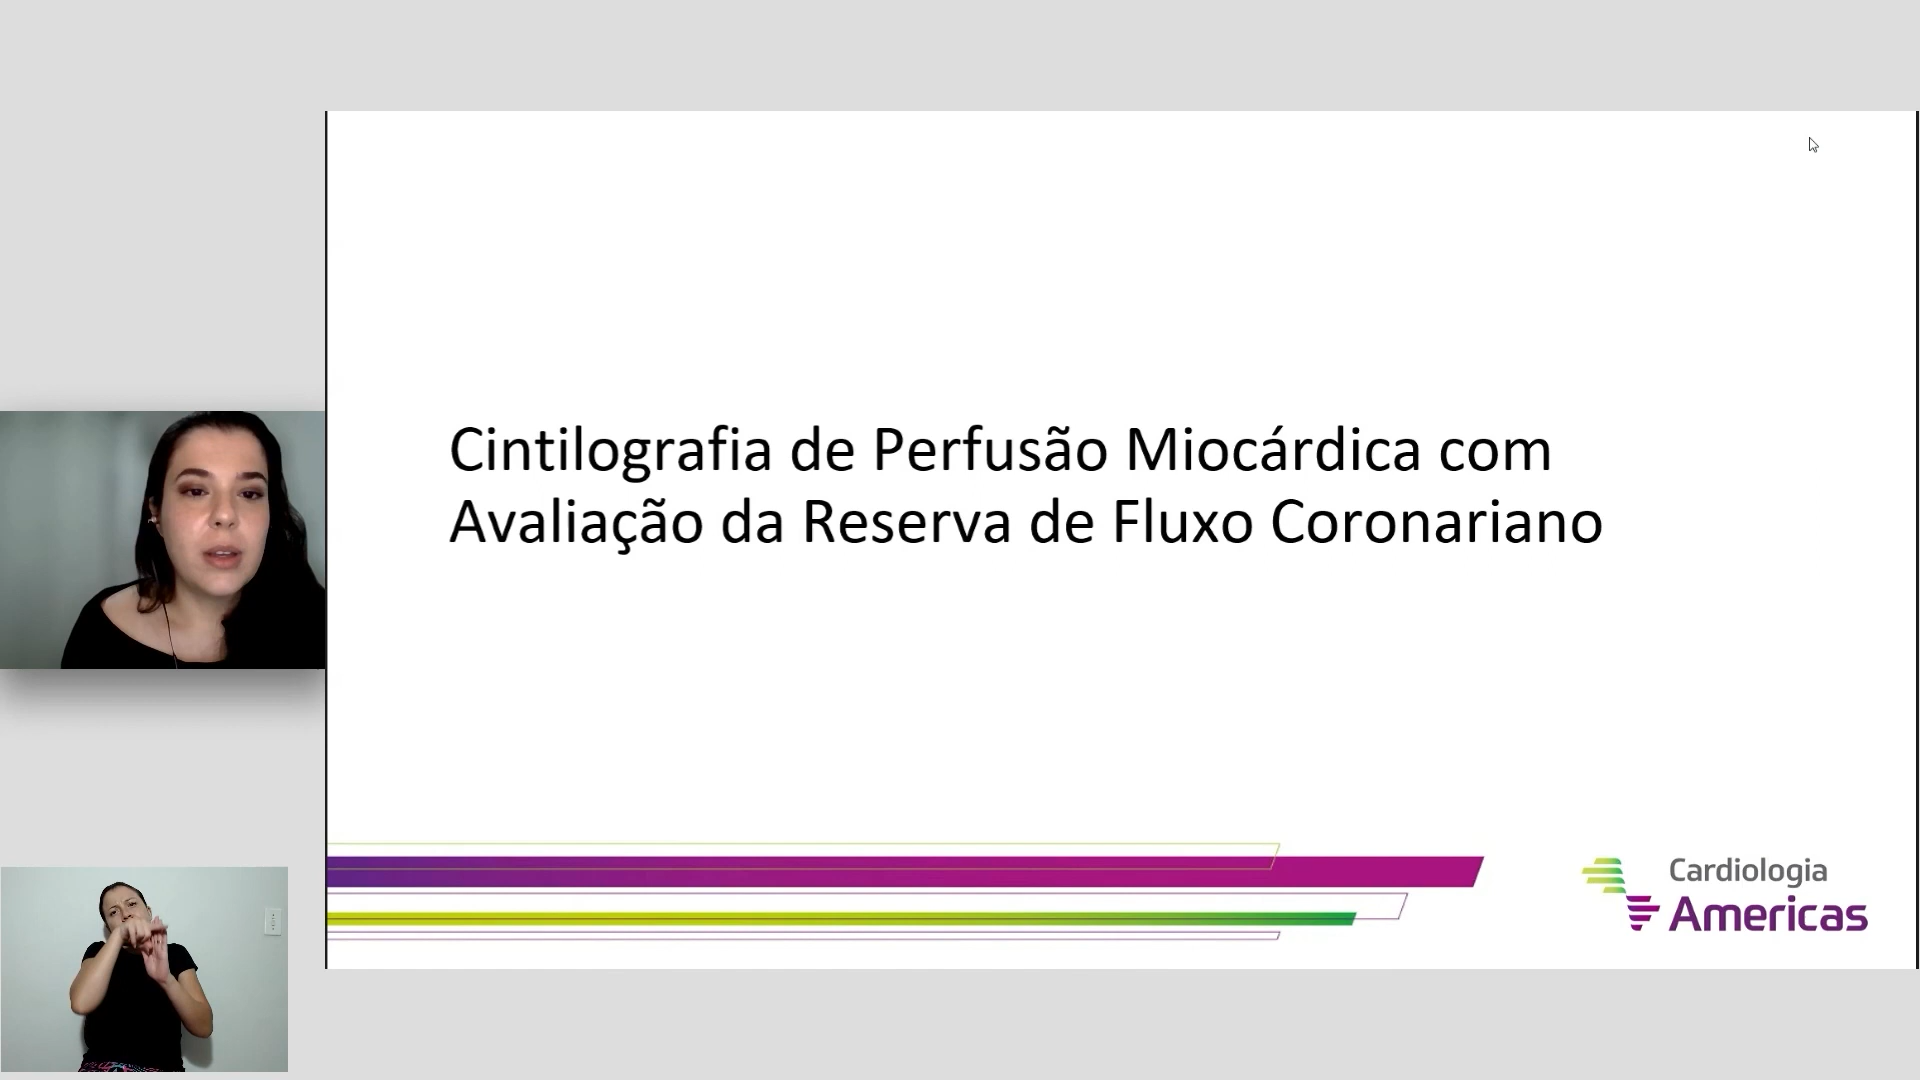 Cintilografia de Perfusão Miocárdica com
Avaliação da Reserva de Fluxo Coronariano
Cardiologia
Americas